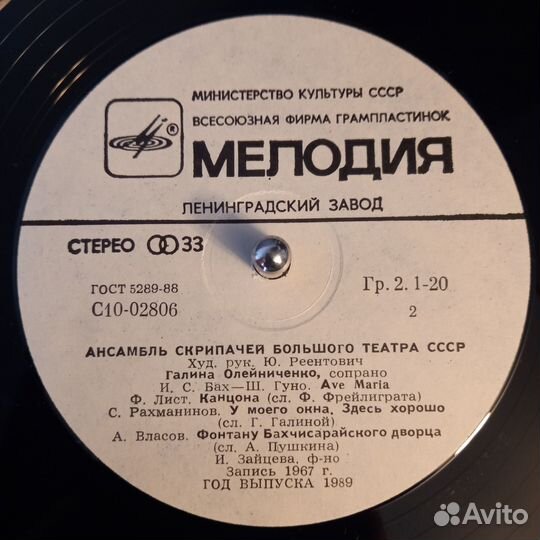 МИНИСТЕРСТВО КУЛЬТУРЫ СССР
ВСЕСОЮЗНАЯ ФИРМА ГРАМПЛАСТИНОК
®
МЕЛОДИЯ
ЛЕНИНГРАДСКИЙ ЗАВОД
СТЕРЕО 33
ГОСТ 5289-88
Гр. 2. 1-20
С10-02806
2
АНСАМБЛЬ СКРИПАЧЕЙ БОЛЬШОГО ТЕАТРА СССР
Худ. рук. Ю. Реентович
Галина Олейниченко, сопрано
И. С. Бах—Ш. Гуно. Ave Maria
Ф. Лист. Канцона (сл. Ф. Фрейлиграта)
С. Рахманинов. У моего окна, Здесь хорошо
(сл. Г. Галиной)
А. Власов. Фонтану Бахчисарайского дворца
(сл. А. Пушкина)
И. Зайцева, ф-но
Запись 1967 г.
ГОД ВЫПУСКА 1989
Avito